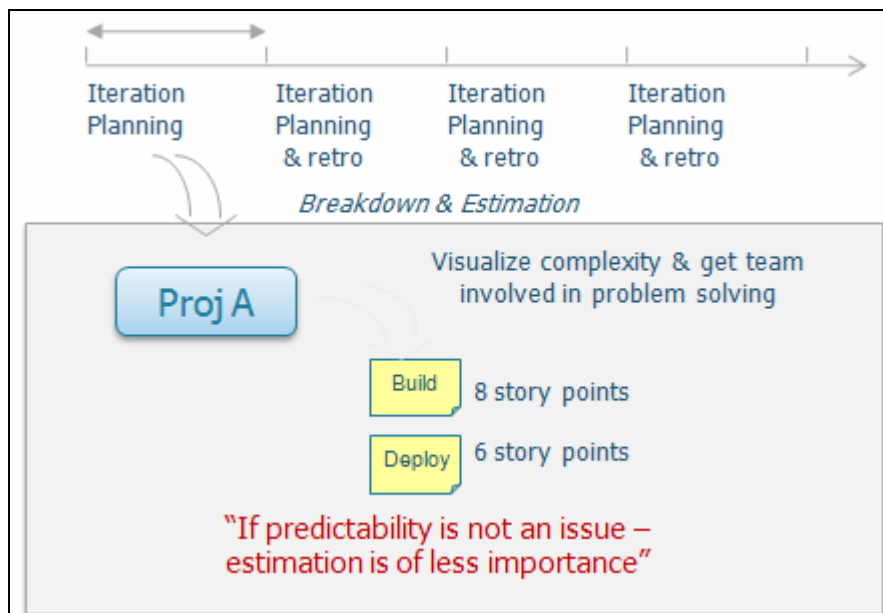 Iteration
Planning
Iteration
Planning
& retro
Iteration
Planning
& retro
Iteration
Planning
& retro
Breakdown & Estimation
Visualize complexity & get team
involved in problem solving
Proj A
Build
8 story points
Deploy
6 story points
“If predictability is not an issue –
estimation is of less importance”